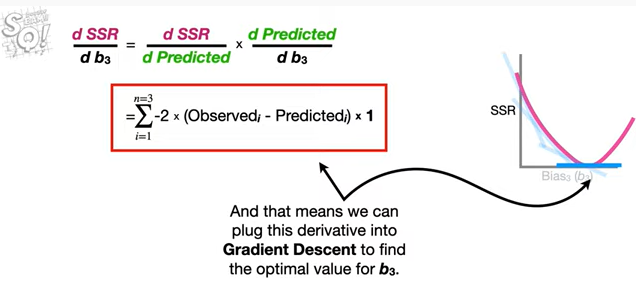 SQ!
d SSR / d b₃ = d SSR / d Predicted × d Predicted / d b₃
n=3
=∑-2 × (Observedᵢ - Predictedᵢ) × 1
i=1
SSR
Bias₃ (b₃)
And that means we can
plug this derivative into
Gradient Descent to find
the optimal value for b₃.